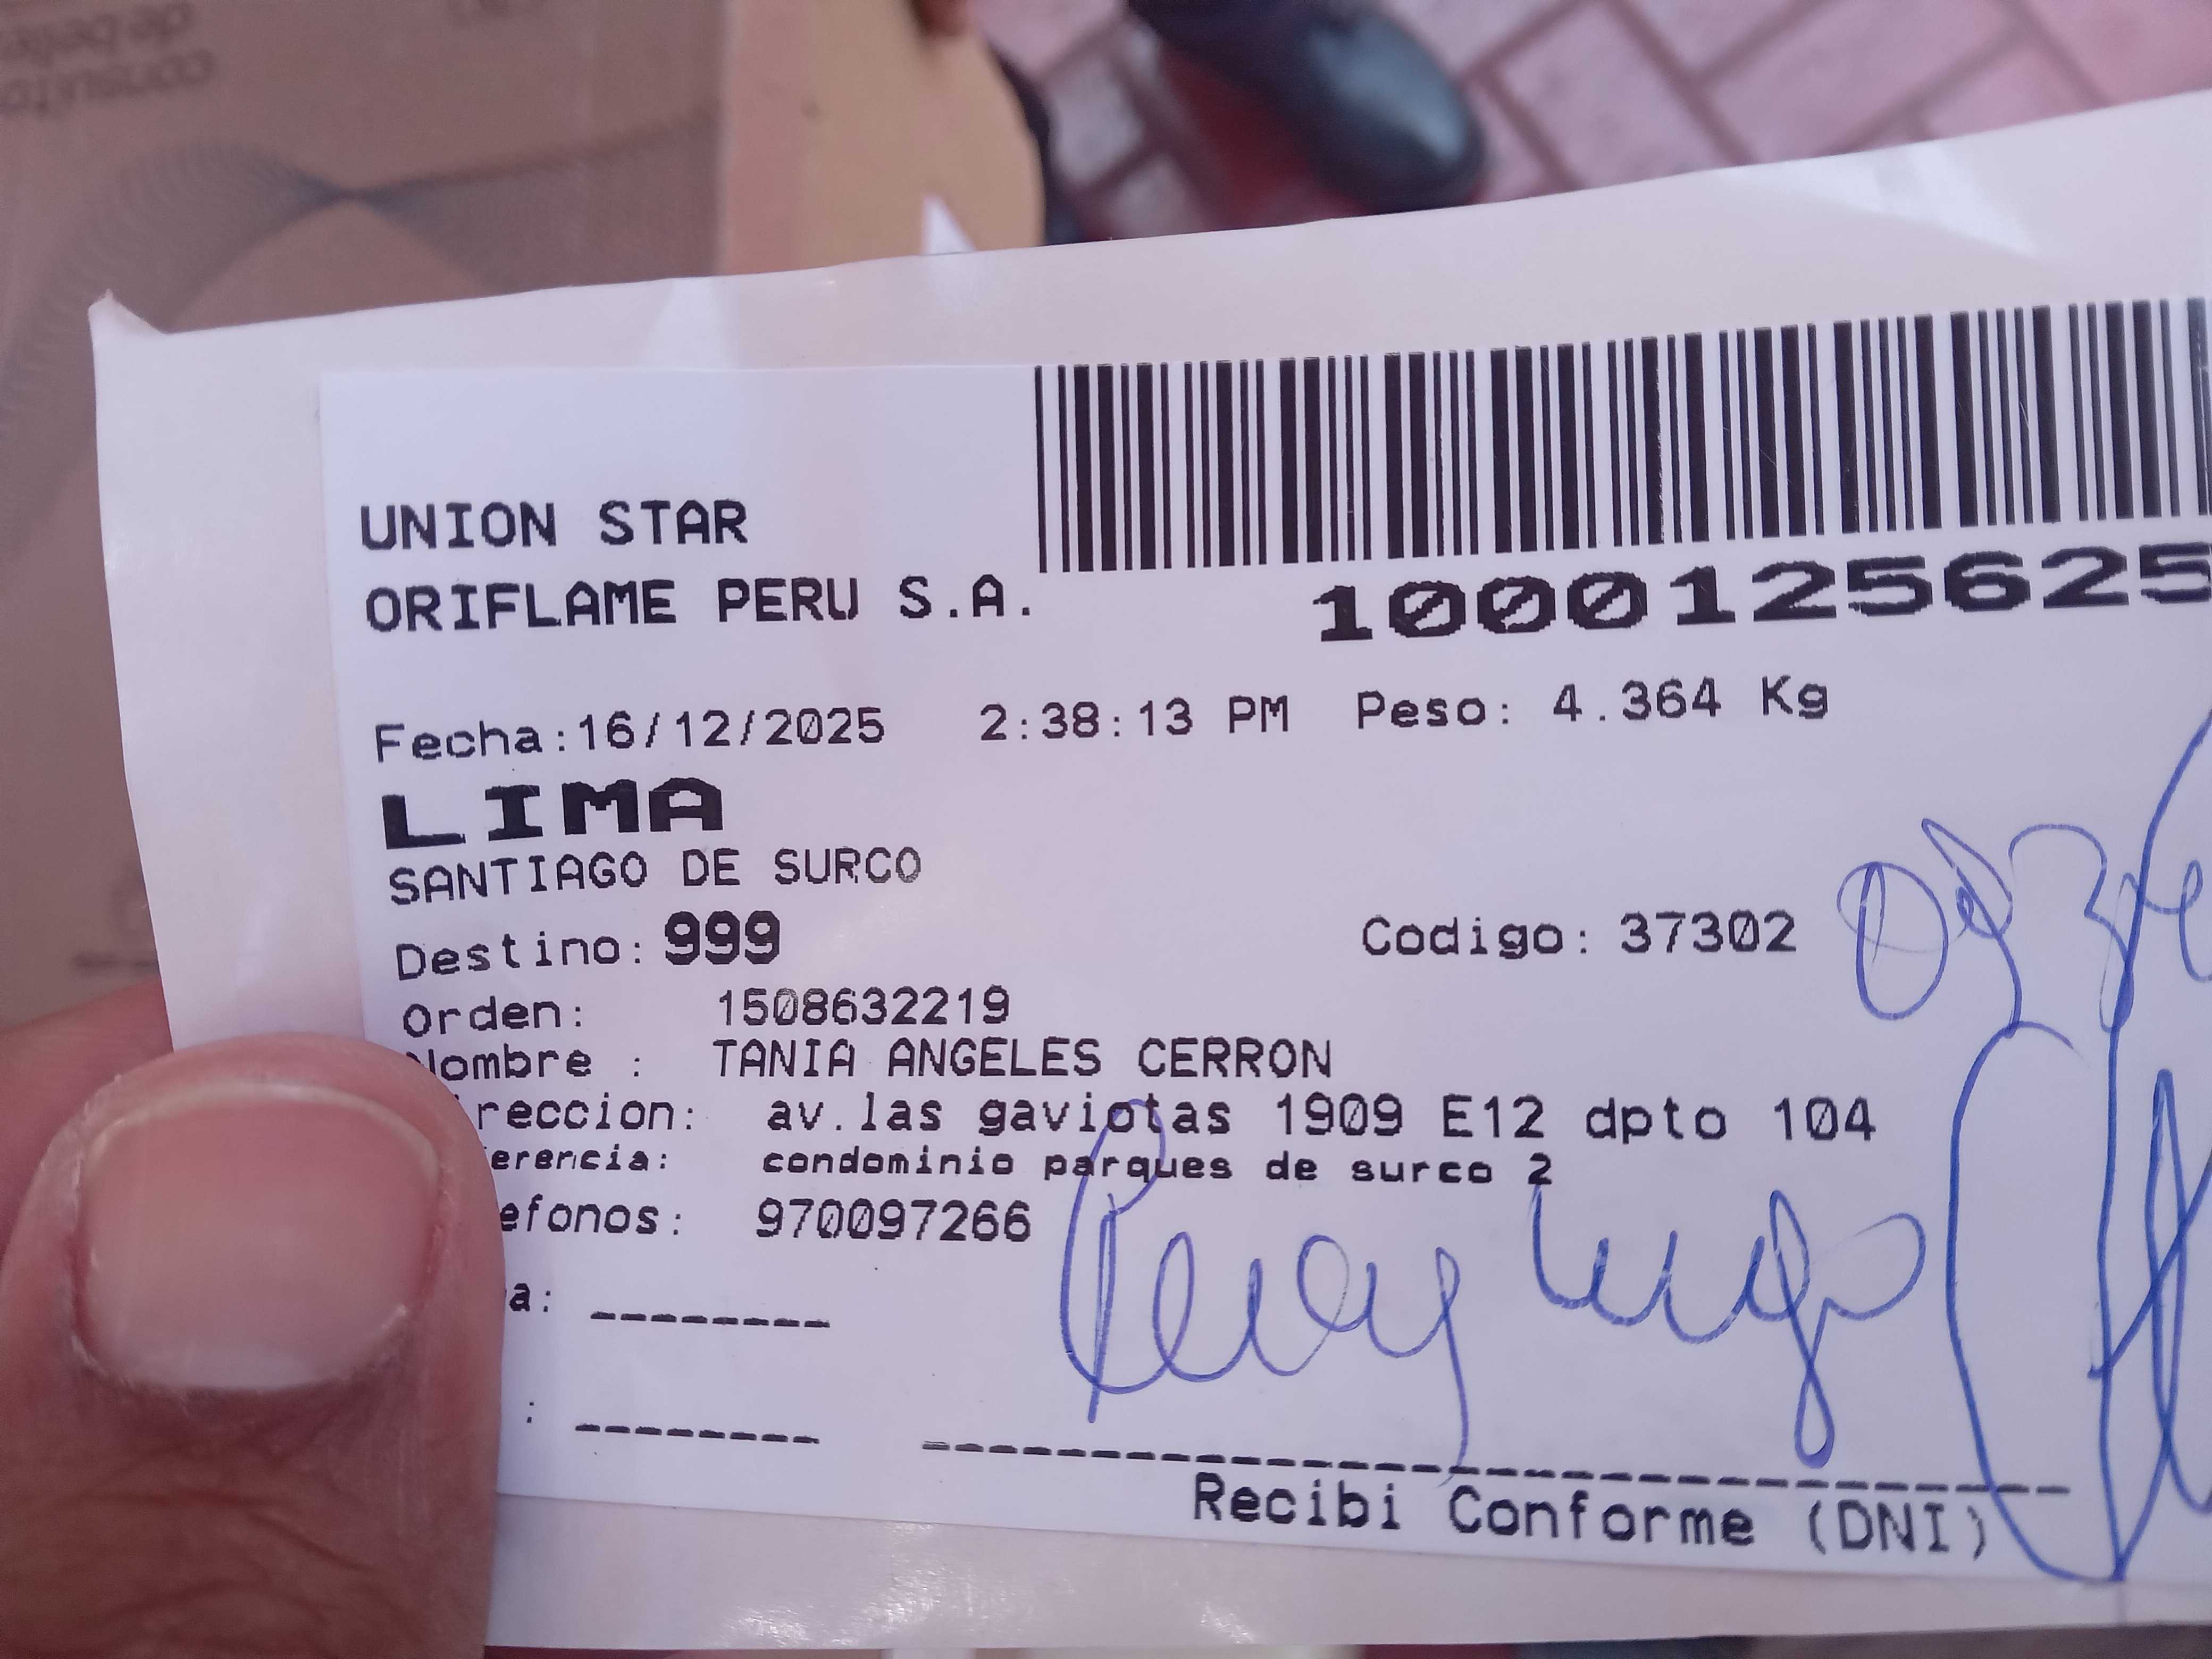 UNION STAR
ORIFLAME PERU S.A.
1000125625
Fecha:16/12/2025 2:38:13 PM Peso: 4.364 Kg
LIMA
SANTIAGO DE SURCO
Destino: 999 Codigo: 37302
Orden: 1508632219
Nombre : TANIA ANGELES CERRON
reccion: av.las gaviotas 1909 E12 dpto 104
erencia: condominio parques de surco 2
efonos: 970097266
a: --------
: --------
Recibi Conforme (DNI)